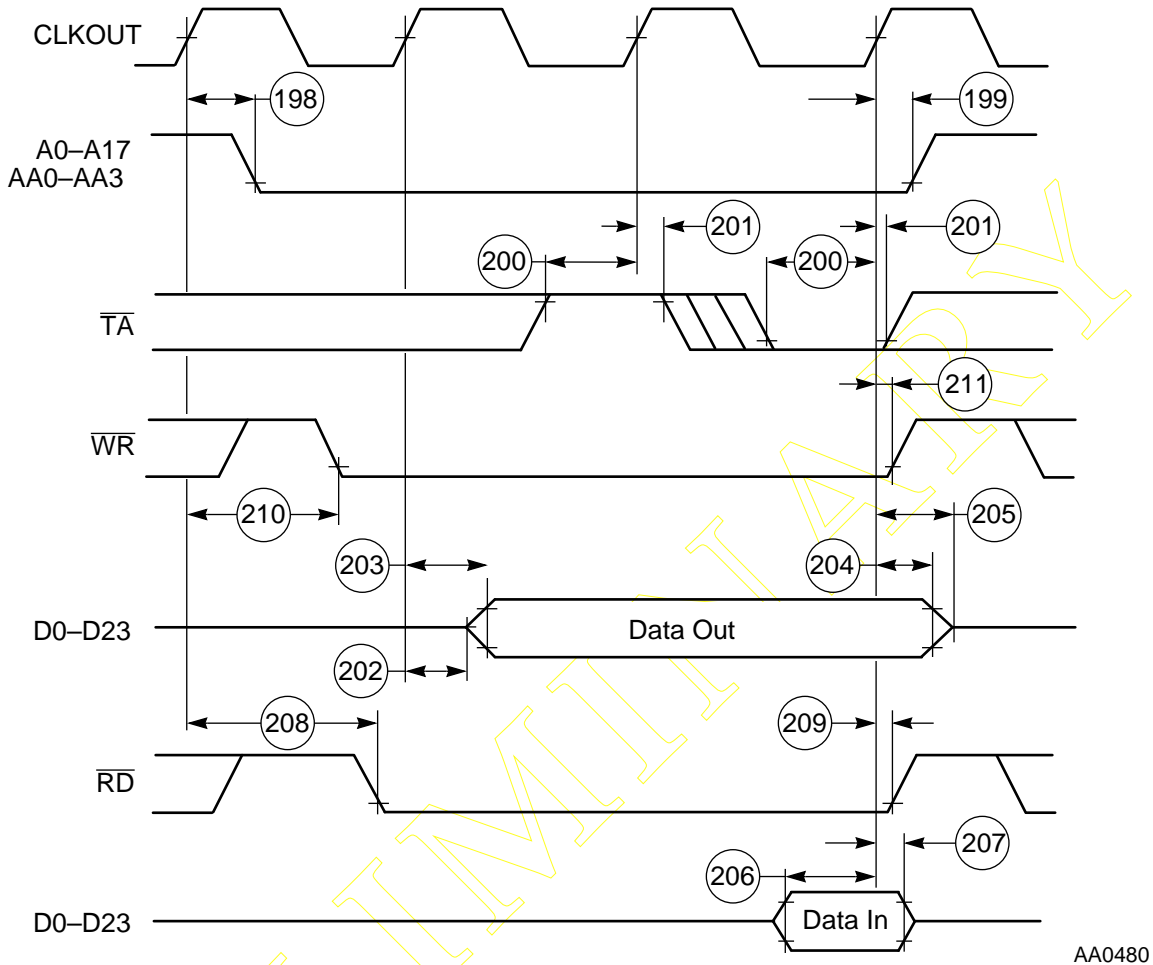 CLKOUT
198
199
A0–A17
AA0–AA3
201
201
200
200
TA
211
WR
210
205
203
204
D0–D23
Data Out
202
208
209
RD
207
206
D0–D23
Data In
AA0480
IMINARY